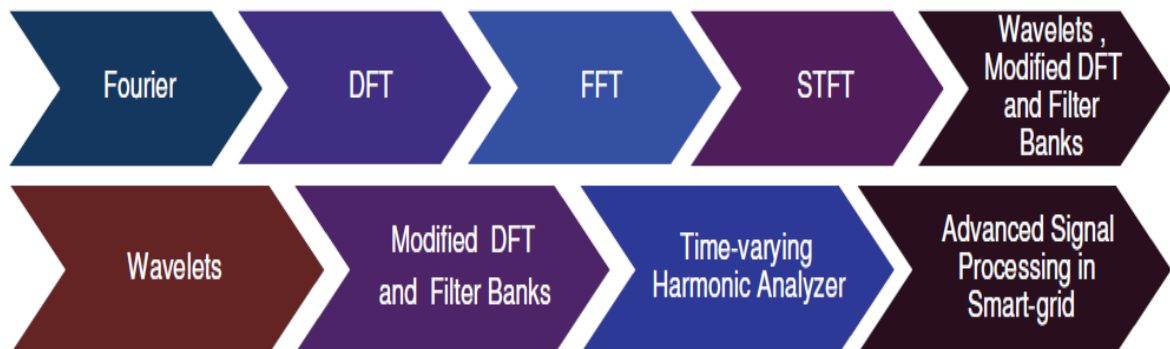 Fourier
DFT
FFT
STFT
Wavelets ,
Modified DFT
and Filter
Banks
Wavelets
Modified DFT
and Filter Banks
Time-varying
Harmonic Analyzer
Advanced Signal
Processing in
Smart-grid